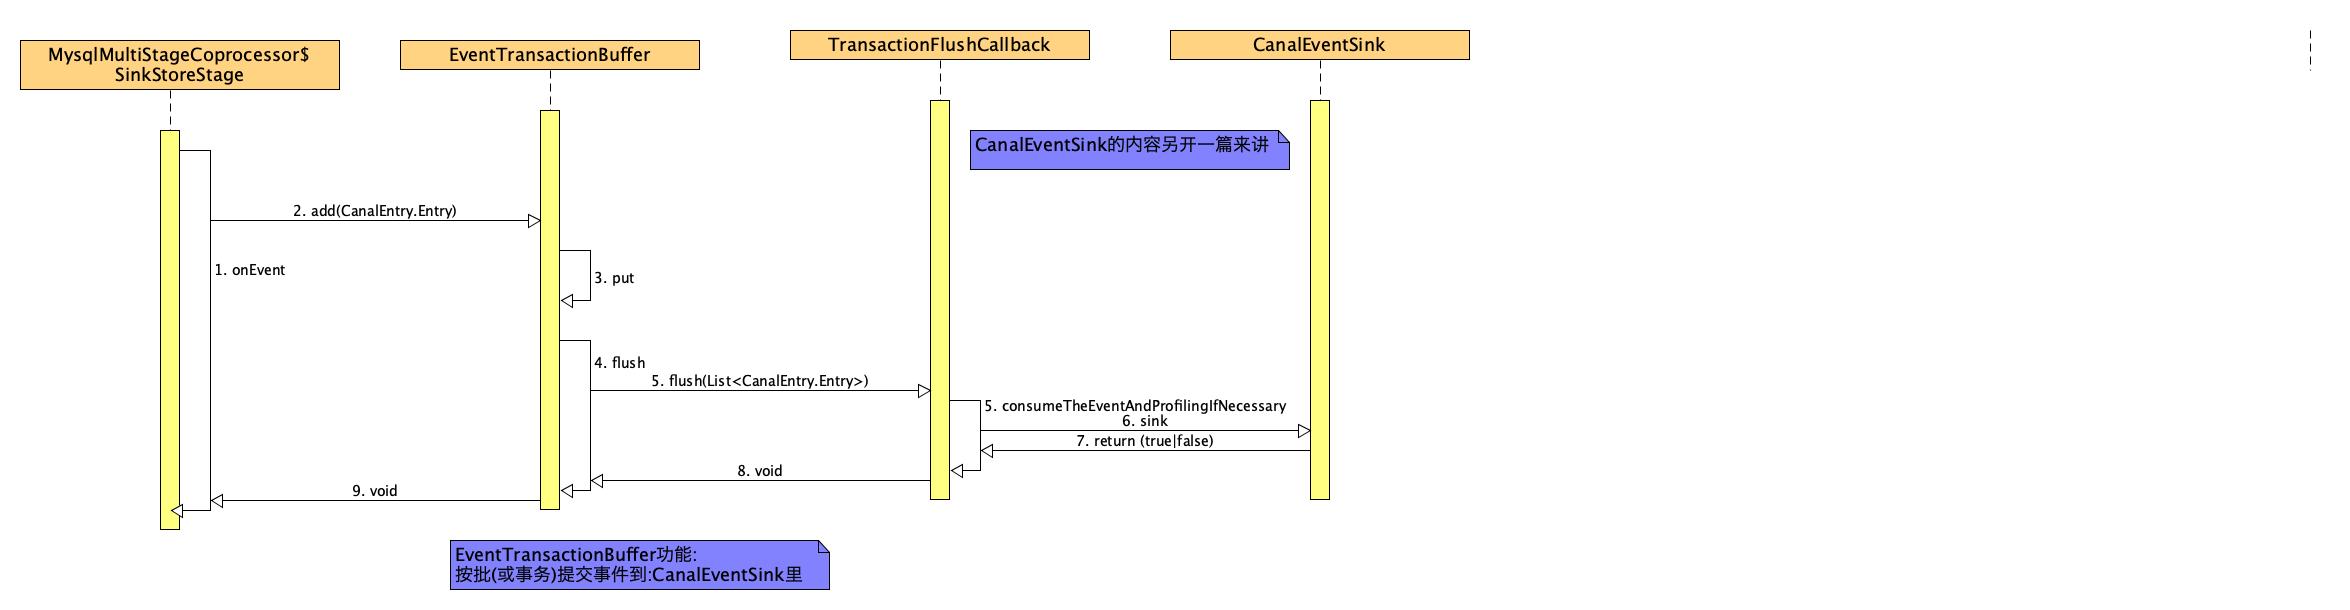 MysqlMultiStageCoprocessor$
SinkStoreStage
EventTransactionBuffer
TransactionFlushCallback
CanalEventSink
CanalEventSink的内容另开一篇来讲
2. add(CanalEntry.Entry)
1. onEvent
3. put
4. flush
5. flush(List<CanalEntry.Entry>)
5. consumeTheEventAndProfilingIfNecessary
6. sink
7. return (true|false)
8. void
9. void
EventTransactionBuffer功能:
按批(或事务)提交事件到:CanalEventSink里